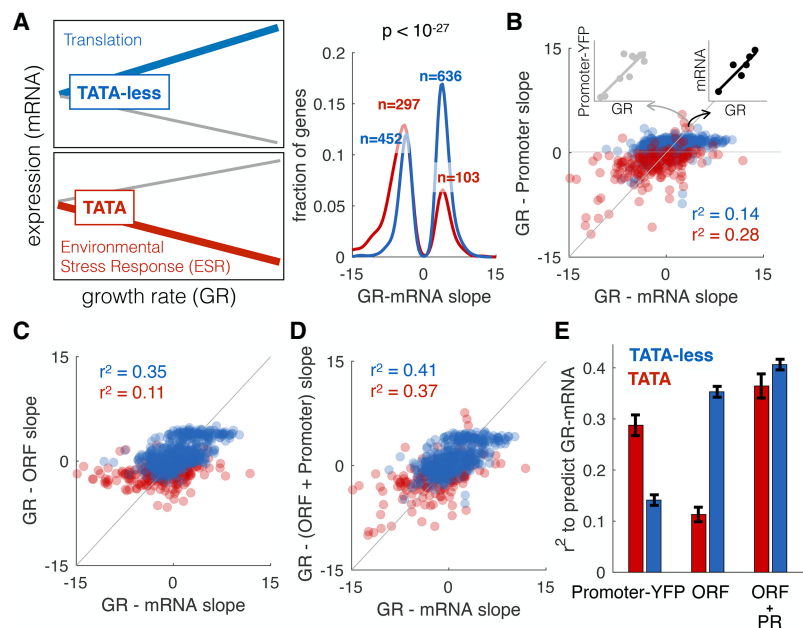 A
Translation
TATA-less
TATA
Environmental
Stress Response (ESR)
expression (mRNA)
growth rate (GR)
p < 10-27
n=636
n=297
n=452
n=103
fraction of genes
0.2
0.15
0.1
0.05
0
-15
0
15
GR-mRNA slope
B
15
0
-15
Promoter-YFP
GR
mRNA
GR
GR - Promoter slope
r2 = 0.14
r2 = 0.28
-15
0
15
GR - mRNA slope
C
15
0
-15
r2 = 0.35
r2 = 0.11
GR - ORF slope
-15
0
15
GR - mRNA slope
D
15
0
-15
r2 = 0.41
r2 = 0.37
GR - (ORF + Promoter) slope
-15
0
15
GR - mRNA slope
E
TATA-less
TATA
r2 to predict GR-mRNA
0.4
0.3
0.2
0.1
0
Promoter-YFP
ORF
ORF
+
PR